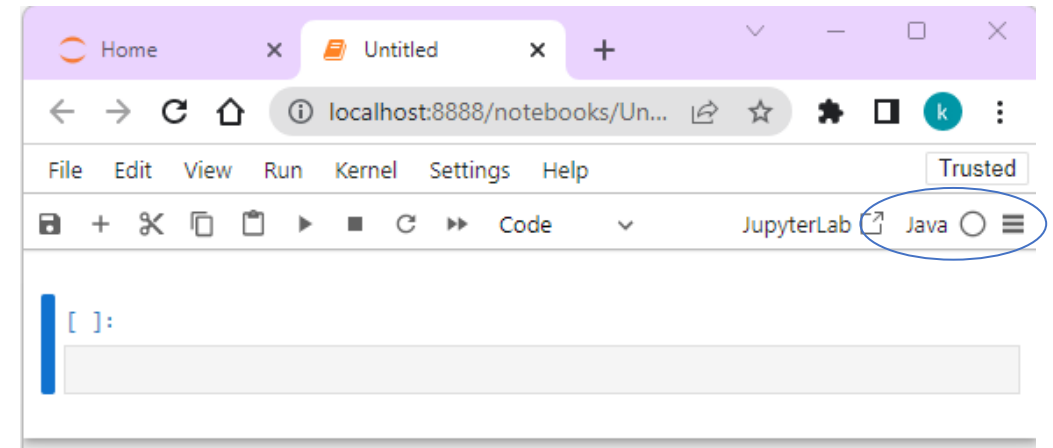 Home Untitled
localhost:8888/notebooks/Un... k
File Edit View Run Kernel Settings Help Trusted
Code JupyterLab Java
[ ]: